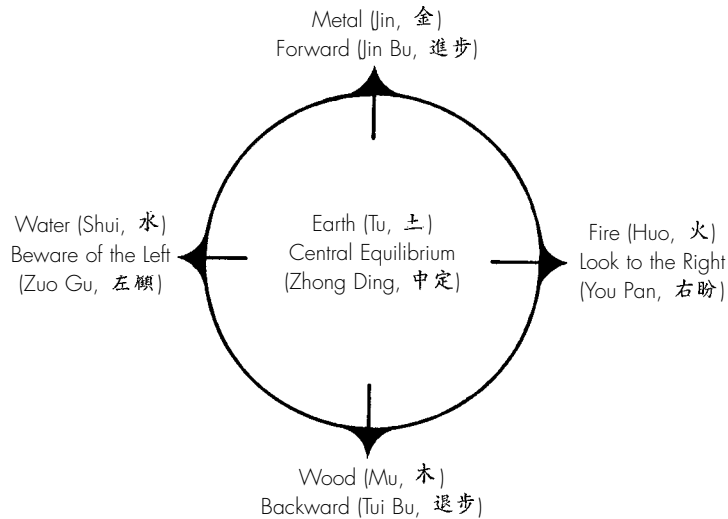 Metal (Jin, 金)
Forward (Jin Bu, 進步)
Water (Shui, 水)
Beware of the Left
(Zuo Gu, 左顧)
Earth (Tu, 土)
Central Equilibrium
(Zhong Ding, 中定)
Fire (Huo, 火)
Look to the Right
(You Pan, 右盼)
Wood (Mu, 木)
Backward (Tui Bu, 退步)